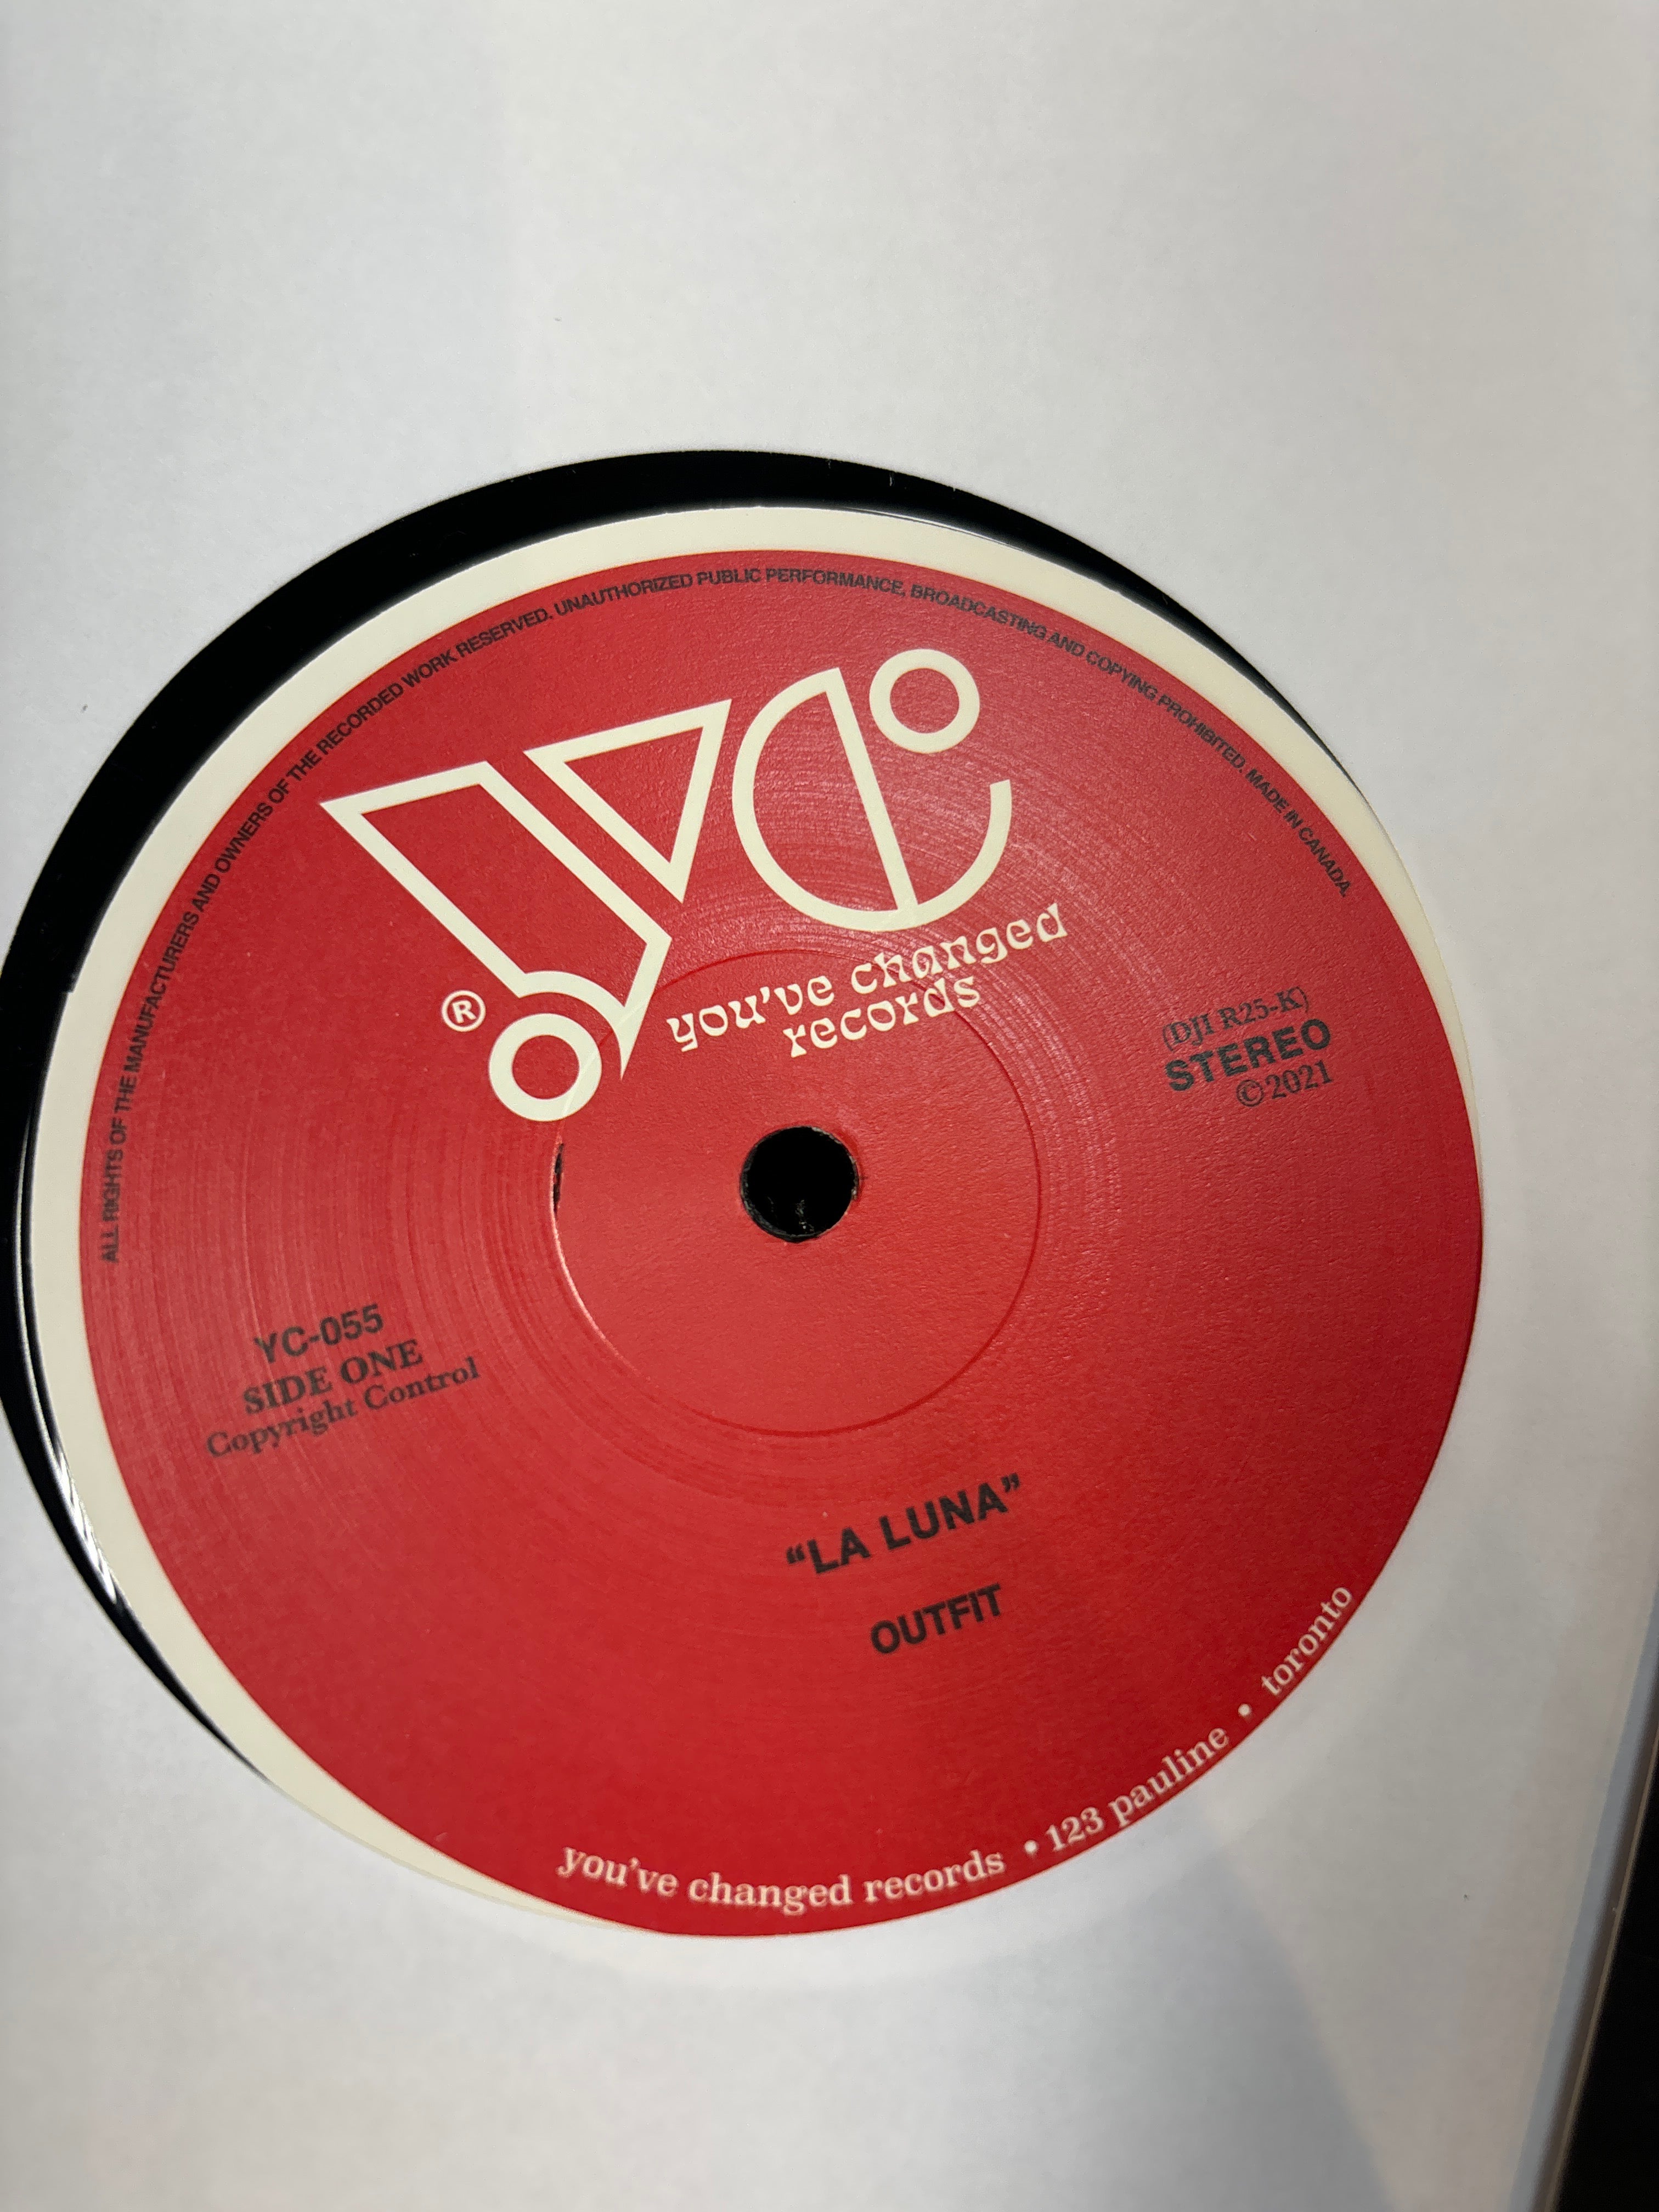 ALL RIGHTS OF THE MANUFACTURERS AND OWNERS OF THE RECORDED WORK RESERVED. UNAUTHORIZED PUBLIC PERFORMANCE, BROADCASTING AND COPYING PROHIBITED. MADE IN CANADA.
YC
®
you've changed
records
(DJI R25-K)
STEREO
©2021
YC-055
SIDE ONE
Copyright Control
“LA LUNA”
OUTFIT
you've changed records • 123 pauline • toronto